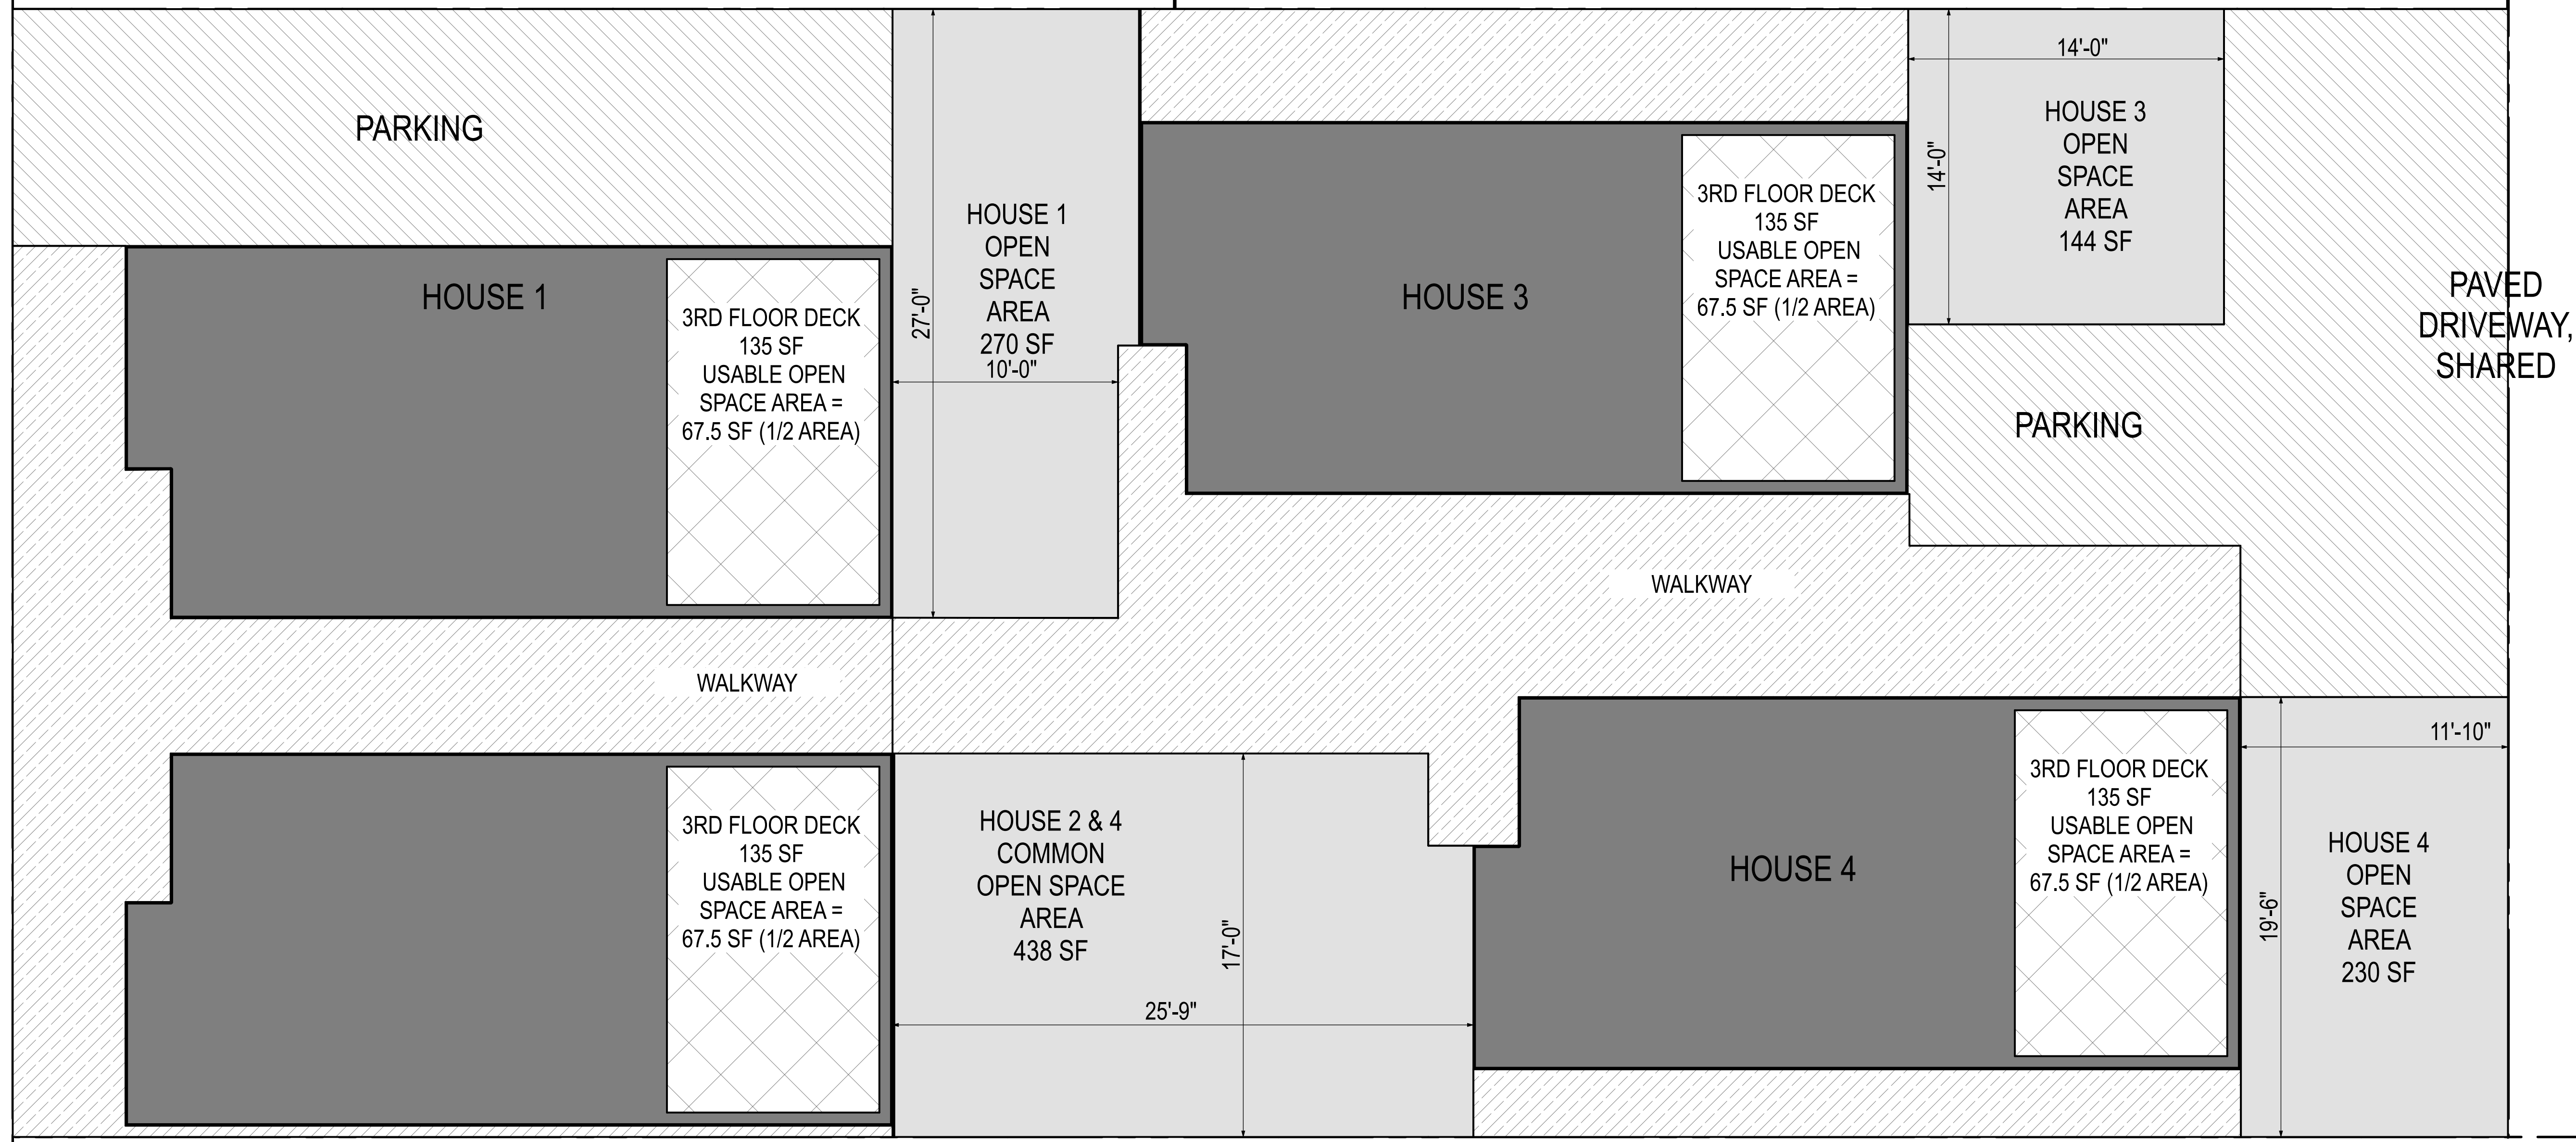 PARKING
HOUSE 1
3RD FLOOR DECK
135 SF
USABLE OPEN
SPACE AREA =
67.5 SF (1/2 AREA)
27'-0"
HOUSE 1
OPEN
SPACE
AREA
270 SF
10'-0"
HOUSE 3
3RD FLOOR DECK
135 SF
USABLE OPEN
SPACE AREA =
67.5 SF (1/2 AREA)
14'-0"
14'-0"
HOUSE 3
OPEN
SPACE
AREA
144 SF
PAVED
DRIVEWAY,
SHARED
PARKING
WALKWAY
WALKWAY
3RD FLOOR DECK
135 SF
USABLE OPEN
SPACE AREA =
67.5 SF (1/2 AREA)
HOUSE 2 & 4
COMMON
OPEN SPACE
AREA
438 SF
17'-0"
25'-9"
HOUSE 4
3RD FLOOR DECK
135 SF
USABLE OPEN
SPACE AREA =
67.5 SF (1/2 AREA)
11'-10"
19'-6"
HOUSE 4
OPEN
SPACE
AREA
230 SF